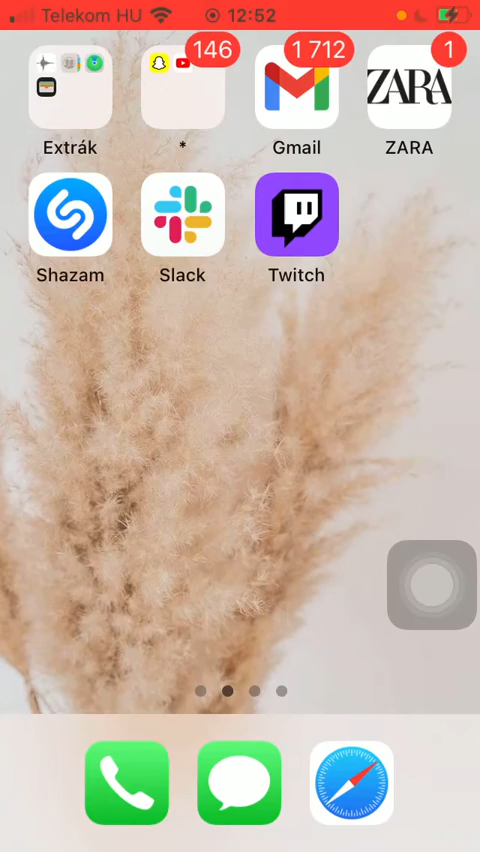 Telekom HU 12:52
146 1 712 1
ZARA
Extrák * Gmail ZARA
Shazam Slack Twitch